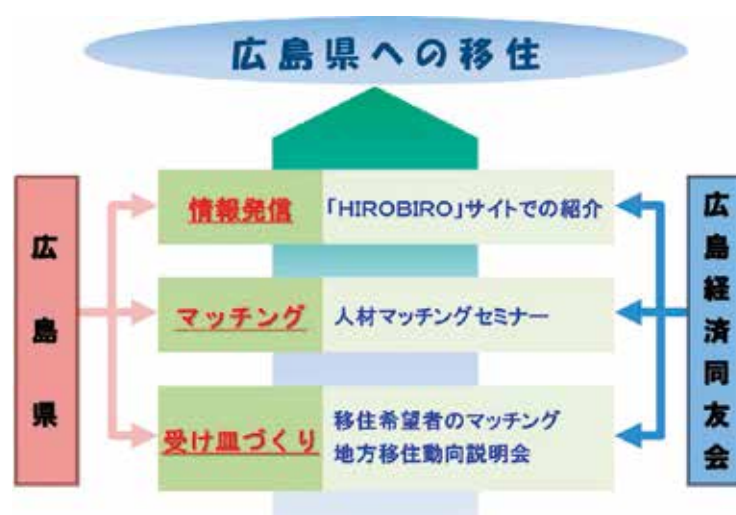 広島県への移住
広島県
情報発信
「HIROBIRO」サイトでの紹介
マッチング
人材マッチングセミナー
受け皿づくり
移住希望者のマッチング
地方移住動向説明会
広島経済同友会